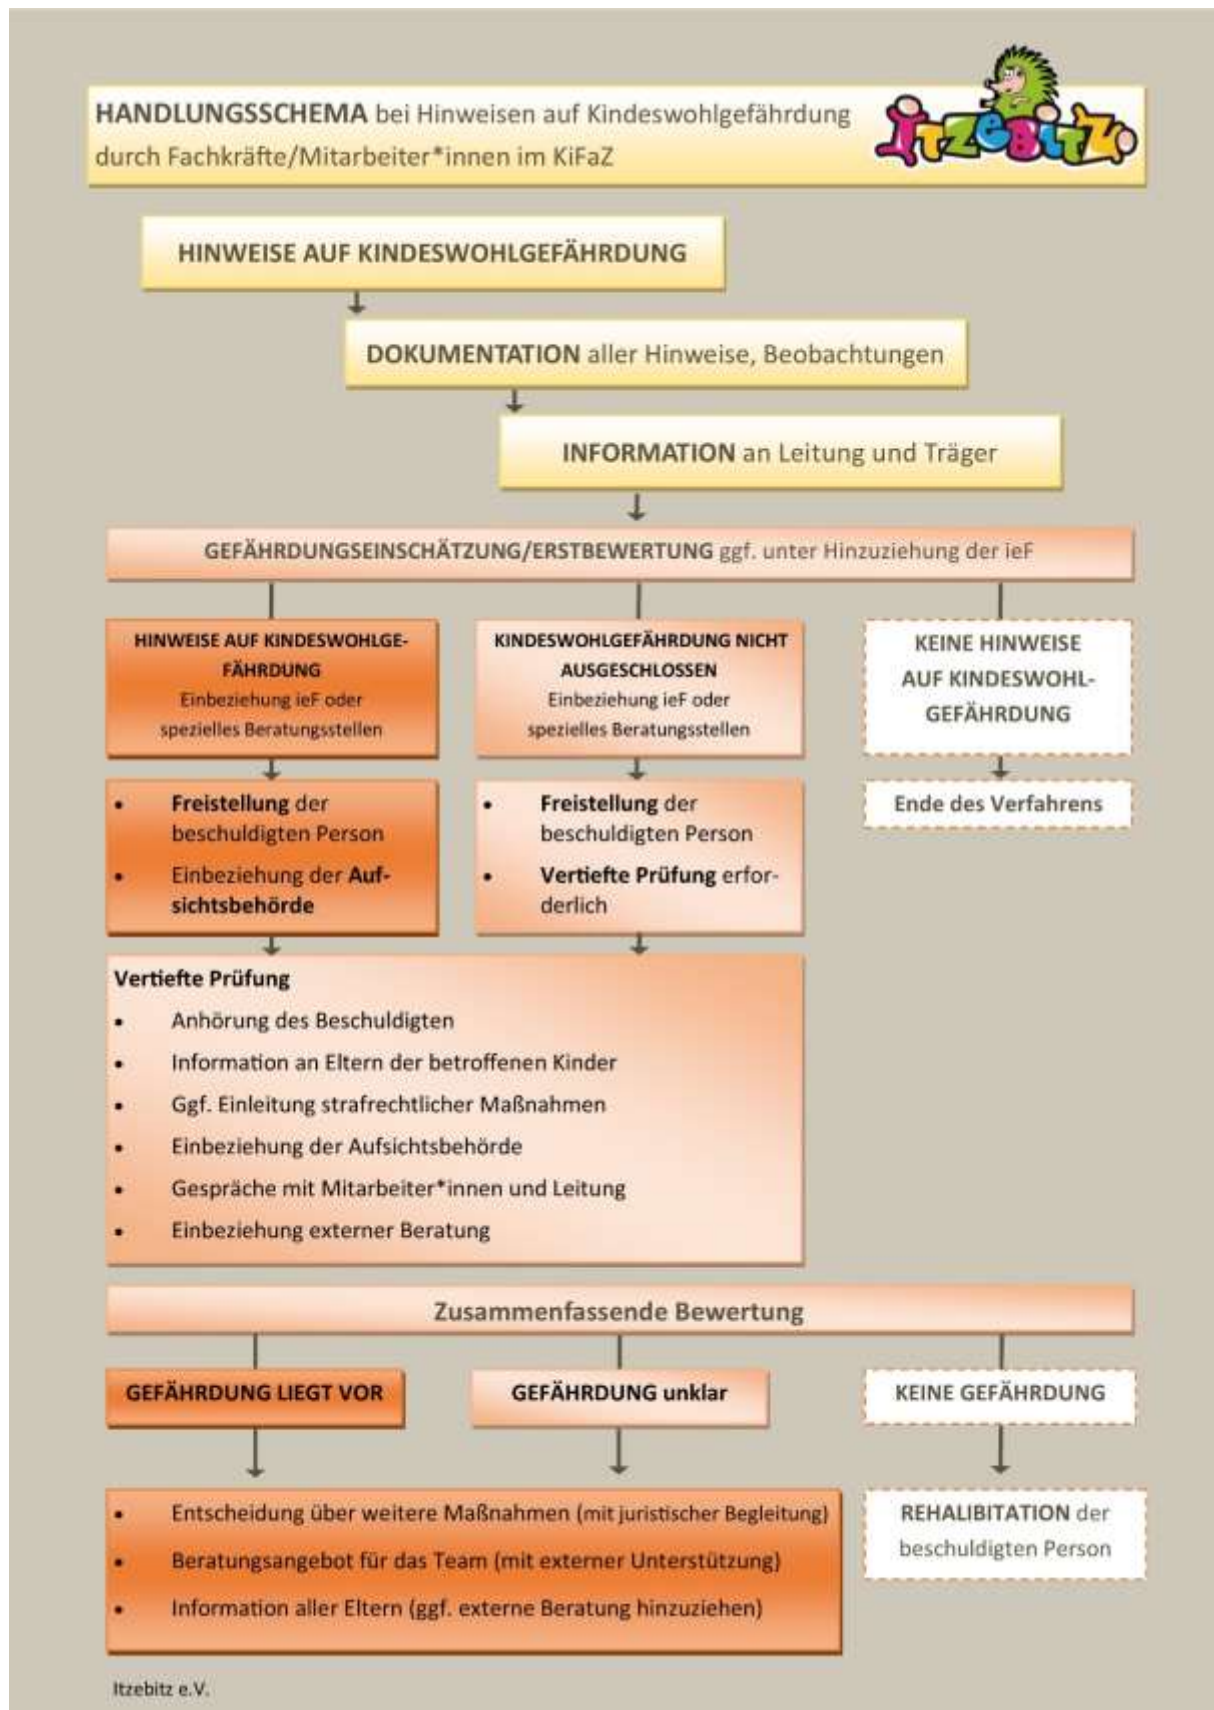 HANDLUNGSSCHEMA bei Hinweisen auf Kindeswohlgefährdung
durch Fachkräfte/Mitarbeiter*innen im KiFaZ
ITZEBITZ
HINWEISE AUF KINDESWOHLGEFÄHRDUNG
DOKUMENTATION aller Hinweise, Beobachtungen
INFORMATION an Leitung und Träger
GEFÄHRDUNGSEINSCHÄTZUNG/ERSTBEWERTUNG ggf. unter Hinzuziehung der ieF
HINWEISE AUF KINDESWOHLGE-
FÄHRDUNG
Einbeziehung ieF oder
spezielles Beratungsstellen
KINDESWOHLGEFÄHRDUNG NICHT
AUSGESCHLOSSEN
Einbeziehung ieF oder
spezielles Beratungsstellen
KEINE HINWEISE
AUF KINDESWOHL-
GEFÄHRDUNG
• Freistellung der
beschuldigten Person
• Einbeziehung der Auf-
sichtsbehörde
• Freistellung der
beschuldigten Person
• Vertiefte Prüfung erfor-
derlich
Ende des Verfahrens
Vertiefte Prüfung
• Anhörung des Beschuldigten
• Information an Eltern der betroffenen Kinder
• Ggf. Einleitung strafrechtlicher Maßnahmen
• Einbeziehung der Aufsichtsbehörde
• Gespräche mit Mitarbeiter*innen und Leitung
• Einbeziehung externer Beratung
Zusammenfassende Bewertung
GEFÄHRDUNG LIEGT VOR
GEFÄHRDUNG unklar
KEINE GEFÄHRDUNG
• Entscheidung über weitere Maßnahmen (mit juristischer Begleitung)
• Beratungsangebot für das Team (mit externer Unterstützung)
• Information aller Eltern (ggf. externe Beratung hinzuziehen)
REHALIBITATION der
beschuldigten Person
Itzebitz e.V.